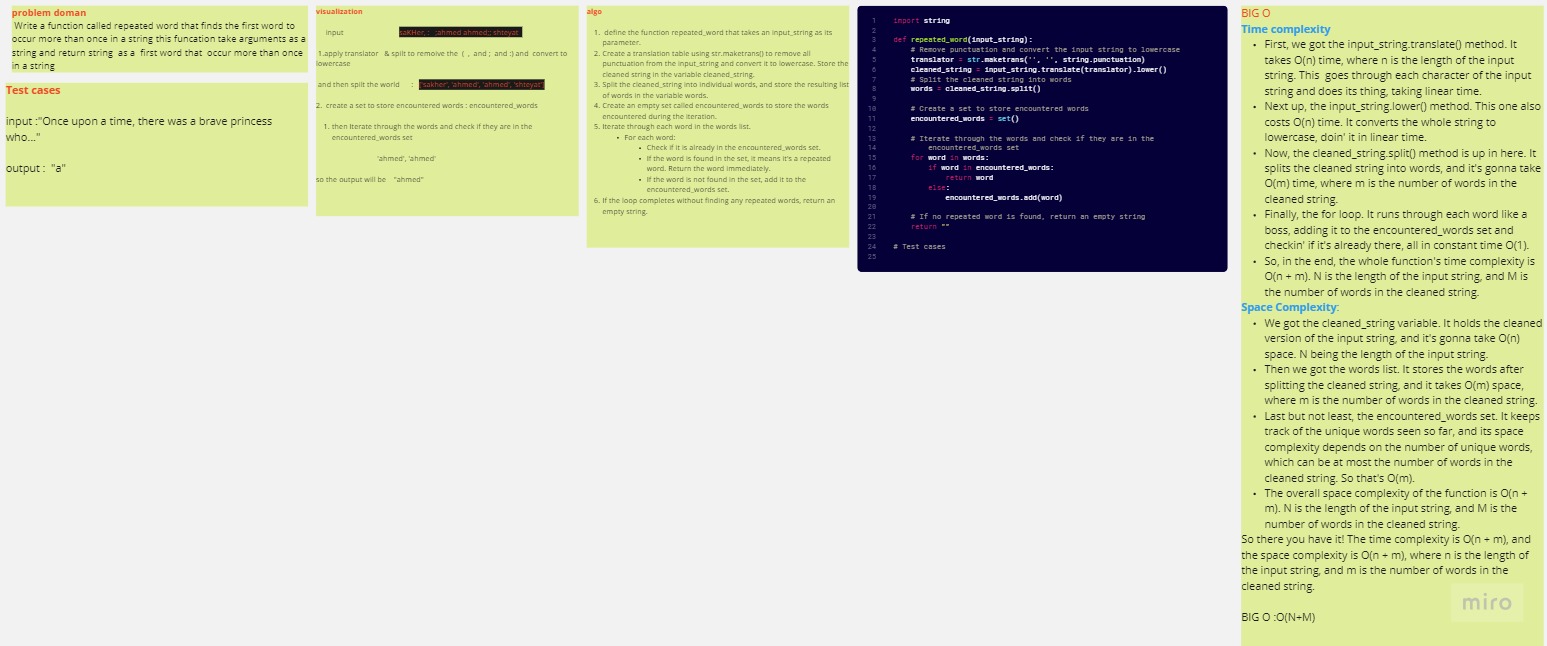 problem doman
Write a function called repeated word that finds the first word to
occur more than once in a string this funcation take arguments as a
string and return string as a first word that occur more than once
in a string
Test cases
input :"Once upon a time, there was a brave princess
who..."
output : "a"
visualization
input saKHer, : ;ahmed ahmed;; shteyat
1.apply translator & split to remoive the ( , and ; and :) and convert to
lowercase
and then split the world : ['sakher', 'ahmed', 'ahmed', 'shteyat']
2. create a set to store encountered words : encountered_words
1. then Iterate through the words and check if they are in the
encountered_words set
'ahmed', 'ahmed'
so the output will be "ahmed"
algo
1. define the function repeated_word that takes an input_string as its
parameter.
2. Create a translation table using str.maketrans() to remove all
punctuation from the input_string and convert it to lowercase. Store the
cleaned string in the variable cleaned_string.
3. Split the cleaned_string into individual words, and store the resulting list
of words in the variable words.
4. Create an empty set called encountered_words to store the words
encountered during the iteration.
5. Iterate through each word in the words list.
• For each word:
• Check if it is already in the encountered_words set.
• If the word is found in the set, it means it's a repeated
word. Return the word immediately.
• If the word is not found in the set, add it to the
encountered_words set.
6. If the loop completes without finding any repeated words, return an
empty string.
1 import string
2
3 def repeated_word(input_string):
4 # Remove punctuation and convert the input string to lowercase
5 translator = str.maketrans('', '', string.punctuation)
6 cleaned_string = input_string.translate(translator).lower()
7 # Split the cleaned string into words
8 words = cleaned_string.split()
9
10 # Create a set to store encountered words
11 encountered_words = set()
12
13 # Iterate through the words and check if they are in the
14 encountered_words set
15 for word in words:
16 if word in encountered_words:
17 return word
18 else:
19 encountered_words.add(word)
20
21 # If no repeated word is found, return an empty string
22 return ""
23
24 # Test cases
25
BIG O
Time complexity
• First, we got the input_string.translate() method. It
takes O(n) time, where n is the length of the input
string. This goes through each character of the input
string and does its thing, taking linear time.
• Next up, the input_string.lower() method. This one also
costs O(n) time. It converts the whole string to
lowercase, doin' it in linear time.
• Now, the cleaned_string.split() method is up in here. It
splits the cleaned string into words, and it's gonna take
O(m) time, where m is the number of words in the
cleaned string.
• Finally, the for loop. It runs through each word like a
boss, adding it to the encountered_words set and
checkin' if it's already there, all in constant time O(1).
• So, in the end, the whole function's time complexity is
O(n + m). N is the length of the input string, and M is
the number of words in the cleaned string.
Space Complexity:
• We got the cleaned_string variable. It holds the cleaned
version of the input string, and it's gonna take O(n)
space. N being the length of the input string.
• Then we got the words list. It stores the words after
splitting the cleaned string, and it takes O(m) space,
where m is the number of words in the cleaned string.
• Last but not least, the encountered_words set. It keeps
track of the unique words seen so far, and its space
complexity depends on the number of unique words,
which can be at most the number of words in the
cleaned string. So that's O(m).
• The overall space complexity of the function is O(n +
m). N is the length of the input string, and M is the
number of words in the cleaned string.
So there you have it! The time complexity is O(n + m), and
the space complexity is O(n + m), where n is the length of
the input string, and m is the number of words in the
cleaned string.
miro
BIG O :O(N+M)